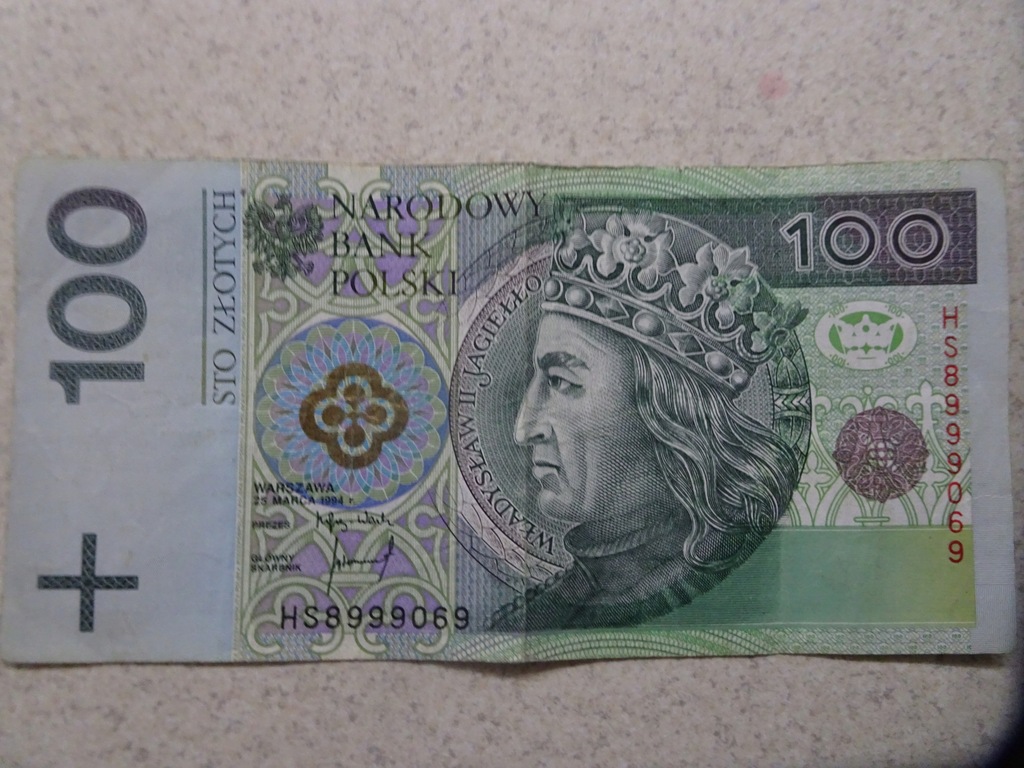 100
STO ZŁOTYCH
NARODOWY
BANK
POLSKI
WŁADYSŁAW II JAGIEŁŁO
100
HS8999069
WARSZAWA
25 MARCA 1994 r.
PREZES
GŁÓWNY
SKARBNIK
HS8999069